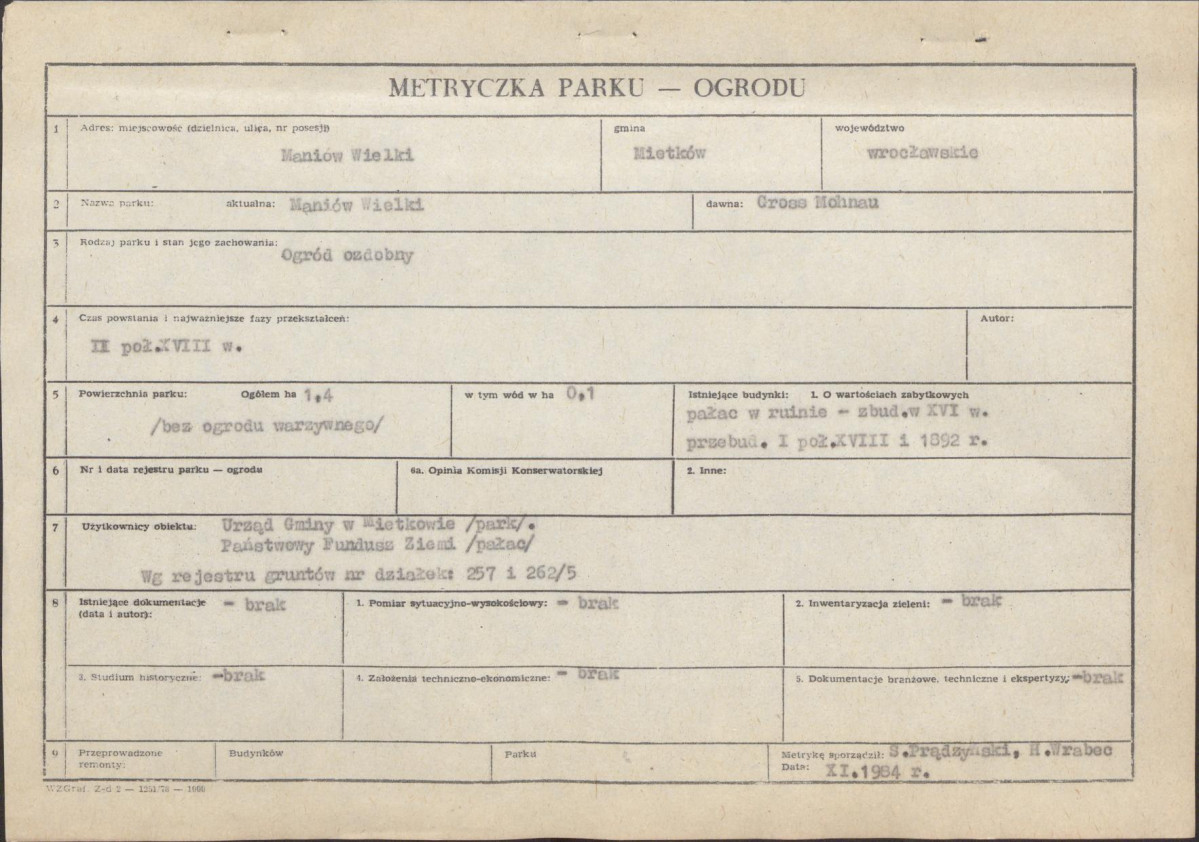 METRYCZKA PARKU — OGRODU
1 Adres: miejscowość (dzielnica, ulica, nr posesji) gmina województwo
Maniów Wielki Mietków wrocławskie
2 Nazwa parku: aktualna: Maniów Wielki dawna: Gross Mohnau
3 Rodzaj parku i stan jego zachowania:
Ogród ozdobny
4 Czas powstania i najważniejsze fazy przekształceń: Autor:
II poł.XVIII w.
5 Powierzchnia parku: Ogółem ha 1,4 w tym wód w ha 0,1 Istniejące budynki: 1. O wartościach zabytkowych
/bez ogrodu warzywnego/ pałac w ruinie - zbud.w XVI w.
przebud. I poł.XVIII i 1892 r.
6 Nr i data rejestru parku — ogrodu 6a. Opinia Komisji Konserwatorskiej 2. Inne:
7 Użytkownicy obiektu: Urząd Gminy w Mietkowie /park/.
Państwowy Fundusz Ziemi /pałac/
Wg rejestru gruntów nr działek: 257 i 262/5
8 Istniejące dokumentacje - brak 1. Pomiar sytuacyjno-wysokościowy: - brak 2. Inwentaryzacja zieleni: - brak
(data i autor):
3. Studium historyczne: -brak 4. Założenia techniczno-ekonomiczne: - brak 5. Dokumentacje branżowe, techniczne i ekspertyzy: -brak
9 Przeprowadzone Budynków Parku Metrykę sporządził: S.Prądzyński, H.Wrabec
remonty: Data: XI.1984 r.
WZGraf. Z-d 2 — 1251/78 — 1000